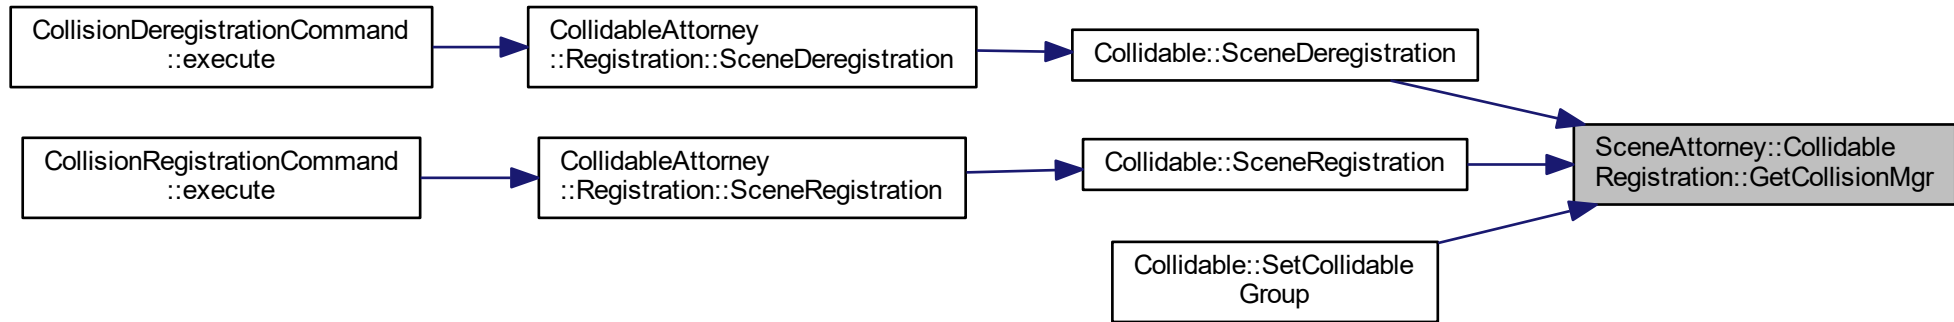 CollisionDeregistrationCommand
::execute
CollidableAttorney
::Registration::SceneDeregistration
Collidable::SceneDeregistration
CollisionRegistrationCommand
::execute
CollidableAttorney
::Registration::SceneRegistration
Collidable::SceneRegistration
SceneAttorney::Collidable
Registration::GetCollisionMgr
Collidable::SetCollidable
Group